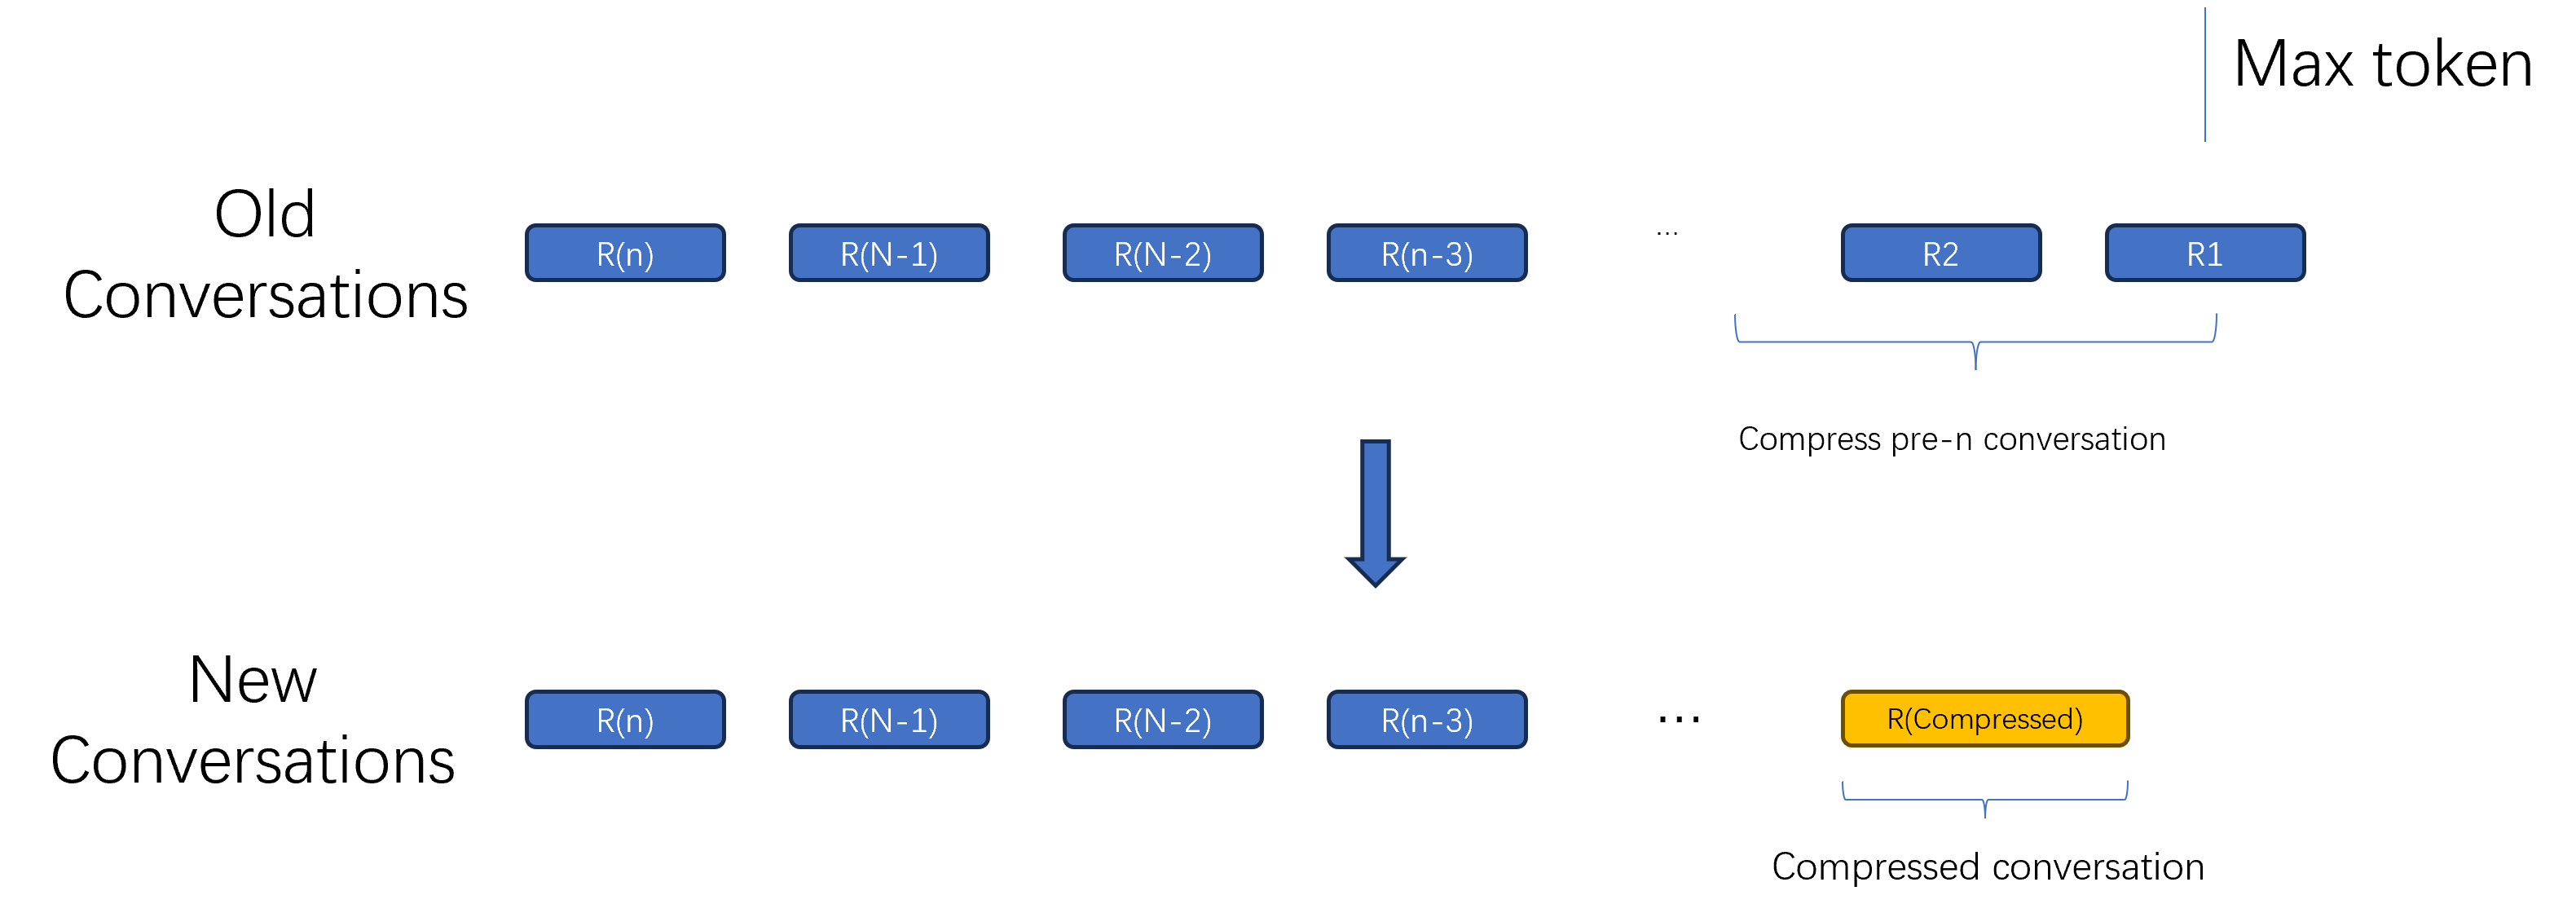 Max token
Old
Conversations
R(n)
R(N-1)
R(N-2)
R(n-3)
...
R2
R1
Compress pre-n conversation
New
Conversations
R(n)
R(N-1)
R(N-2)
R(n-3)
...
R(Compressed)
Compressed conversation